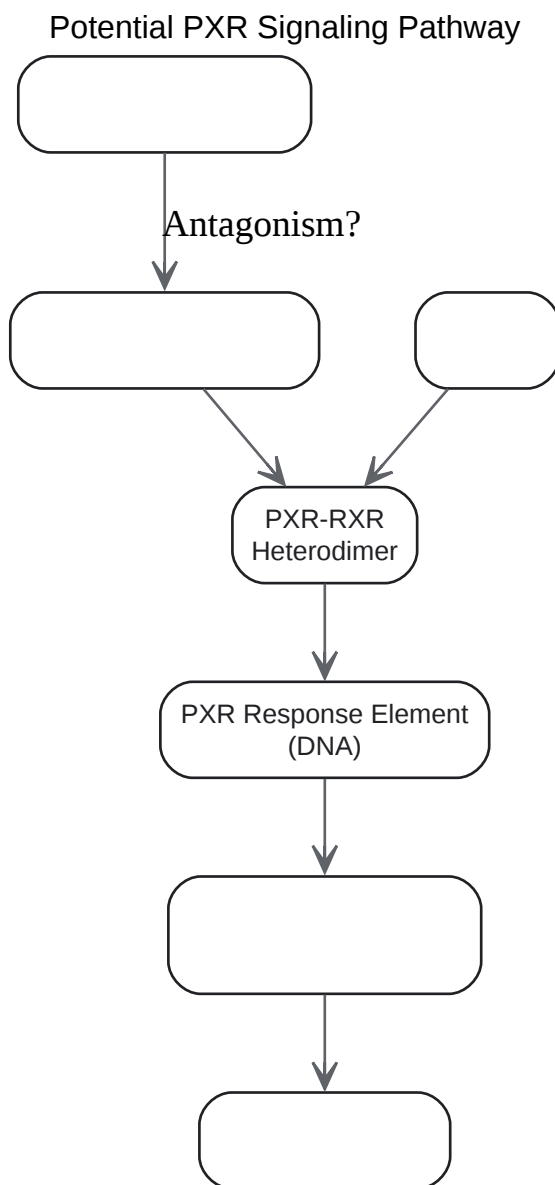 Potential PXR Signaling Pathway
Antagonism?
PXR-RXR
Heterodimer
PXR Response Element
(DNA)